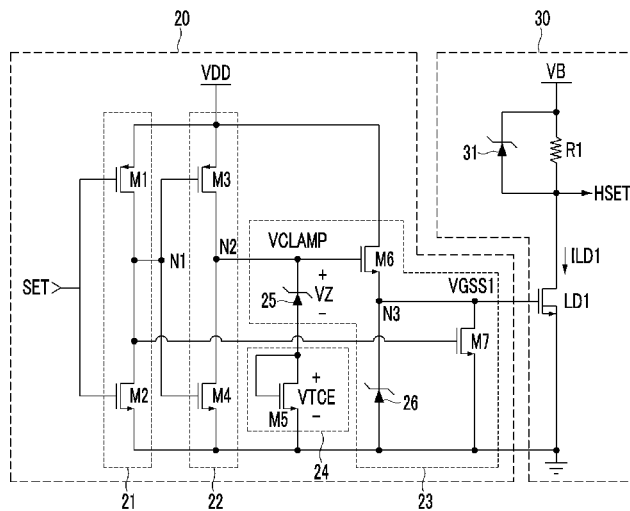 20
30
VDD
VB
M1
M3
31
R1
HSET
N1
N2
VCLAMP
M6
ILD1
SET
25
+
VZ
-
N3
VGSS1
LD1
M7
M2
M4
M5
+
VTCE
-
26
24
21
22
23